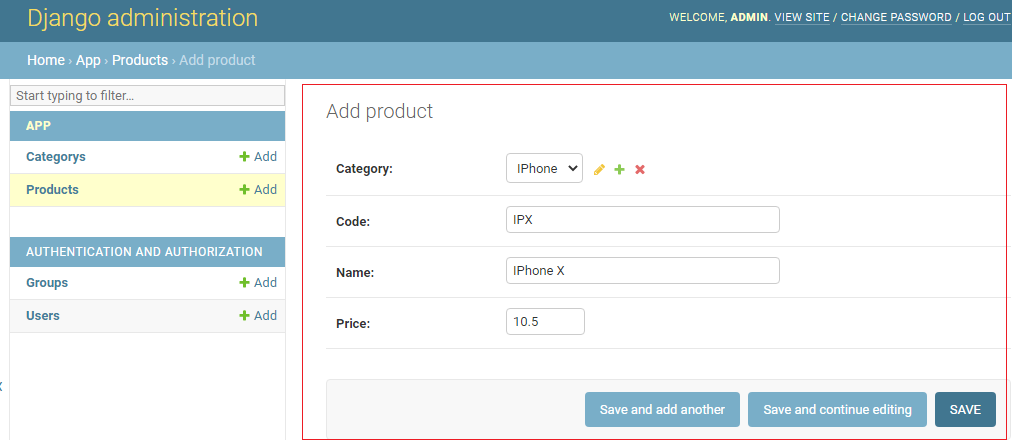 Django administration
WELCOME, ADMIN. VIEW SITE / CHANGE PASSWORD / LOG OUT
Home › App › Products › Add product
Start typing to filter...
APP
Categorys + Add
Products + Add
AUTHENTICATION AND AUTHORIZATION
Groups + Add
Users + Add
Add product
Category: IPhone
Code: IPX
Name: IPhone X
Price: 10.5
Save and add another Save and continue editing SAVE